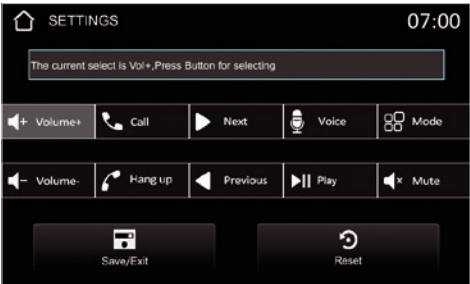 SETTINGS 07:00
The current select is Vol+,Press Button for selecting
+ Volume+ Call Next Voice Mode
- Volume- Hang up Previous Play Mute
Save/Exit Reset